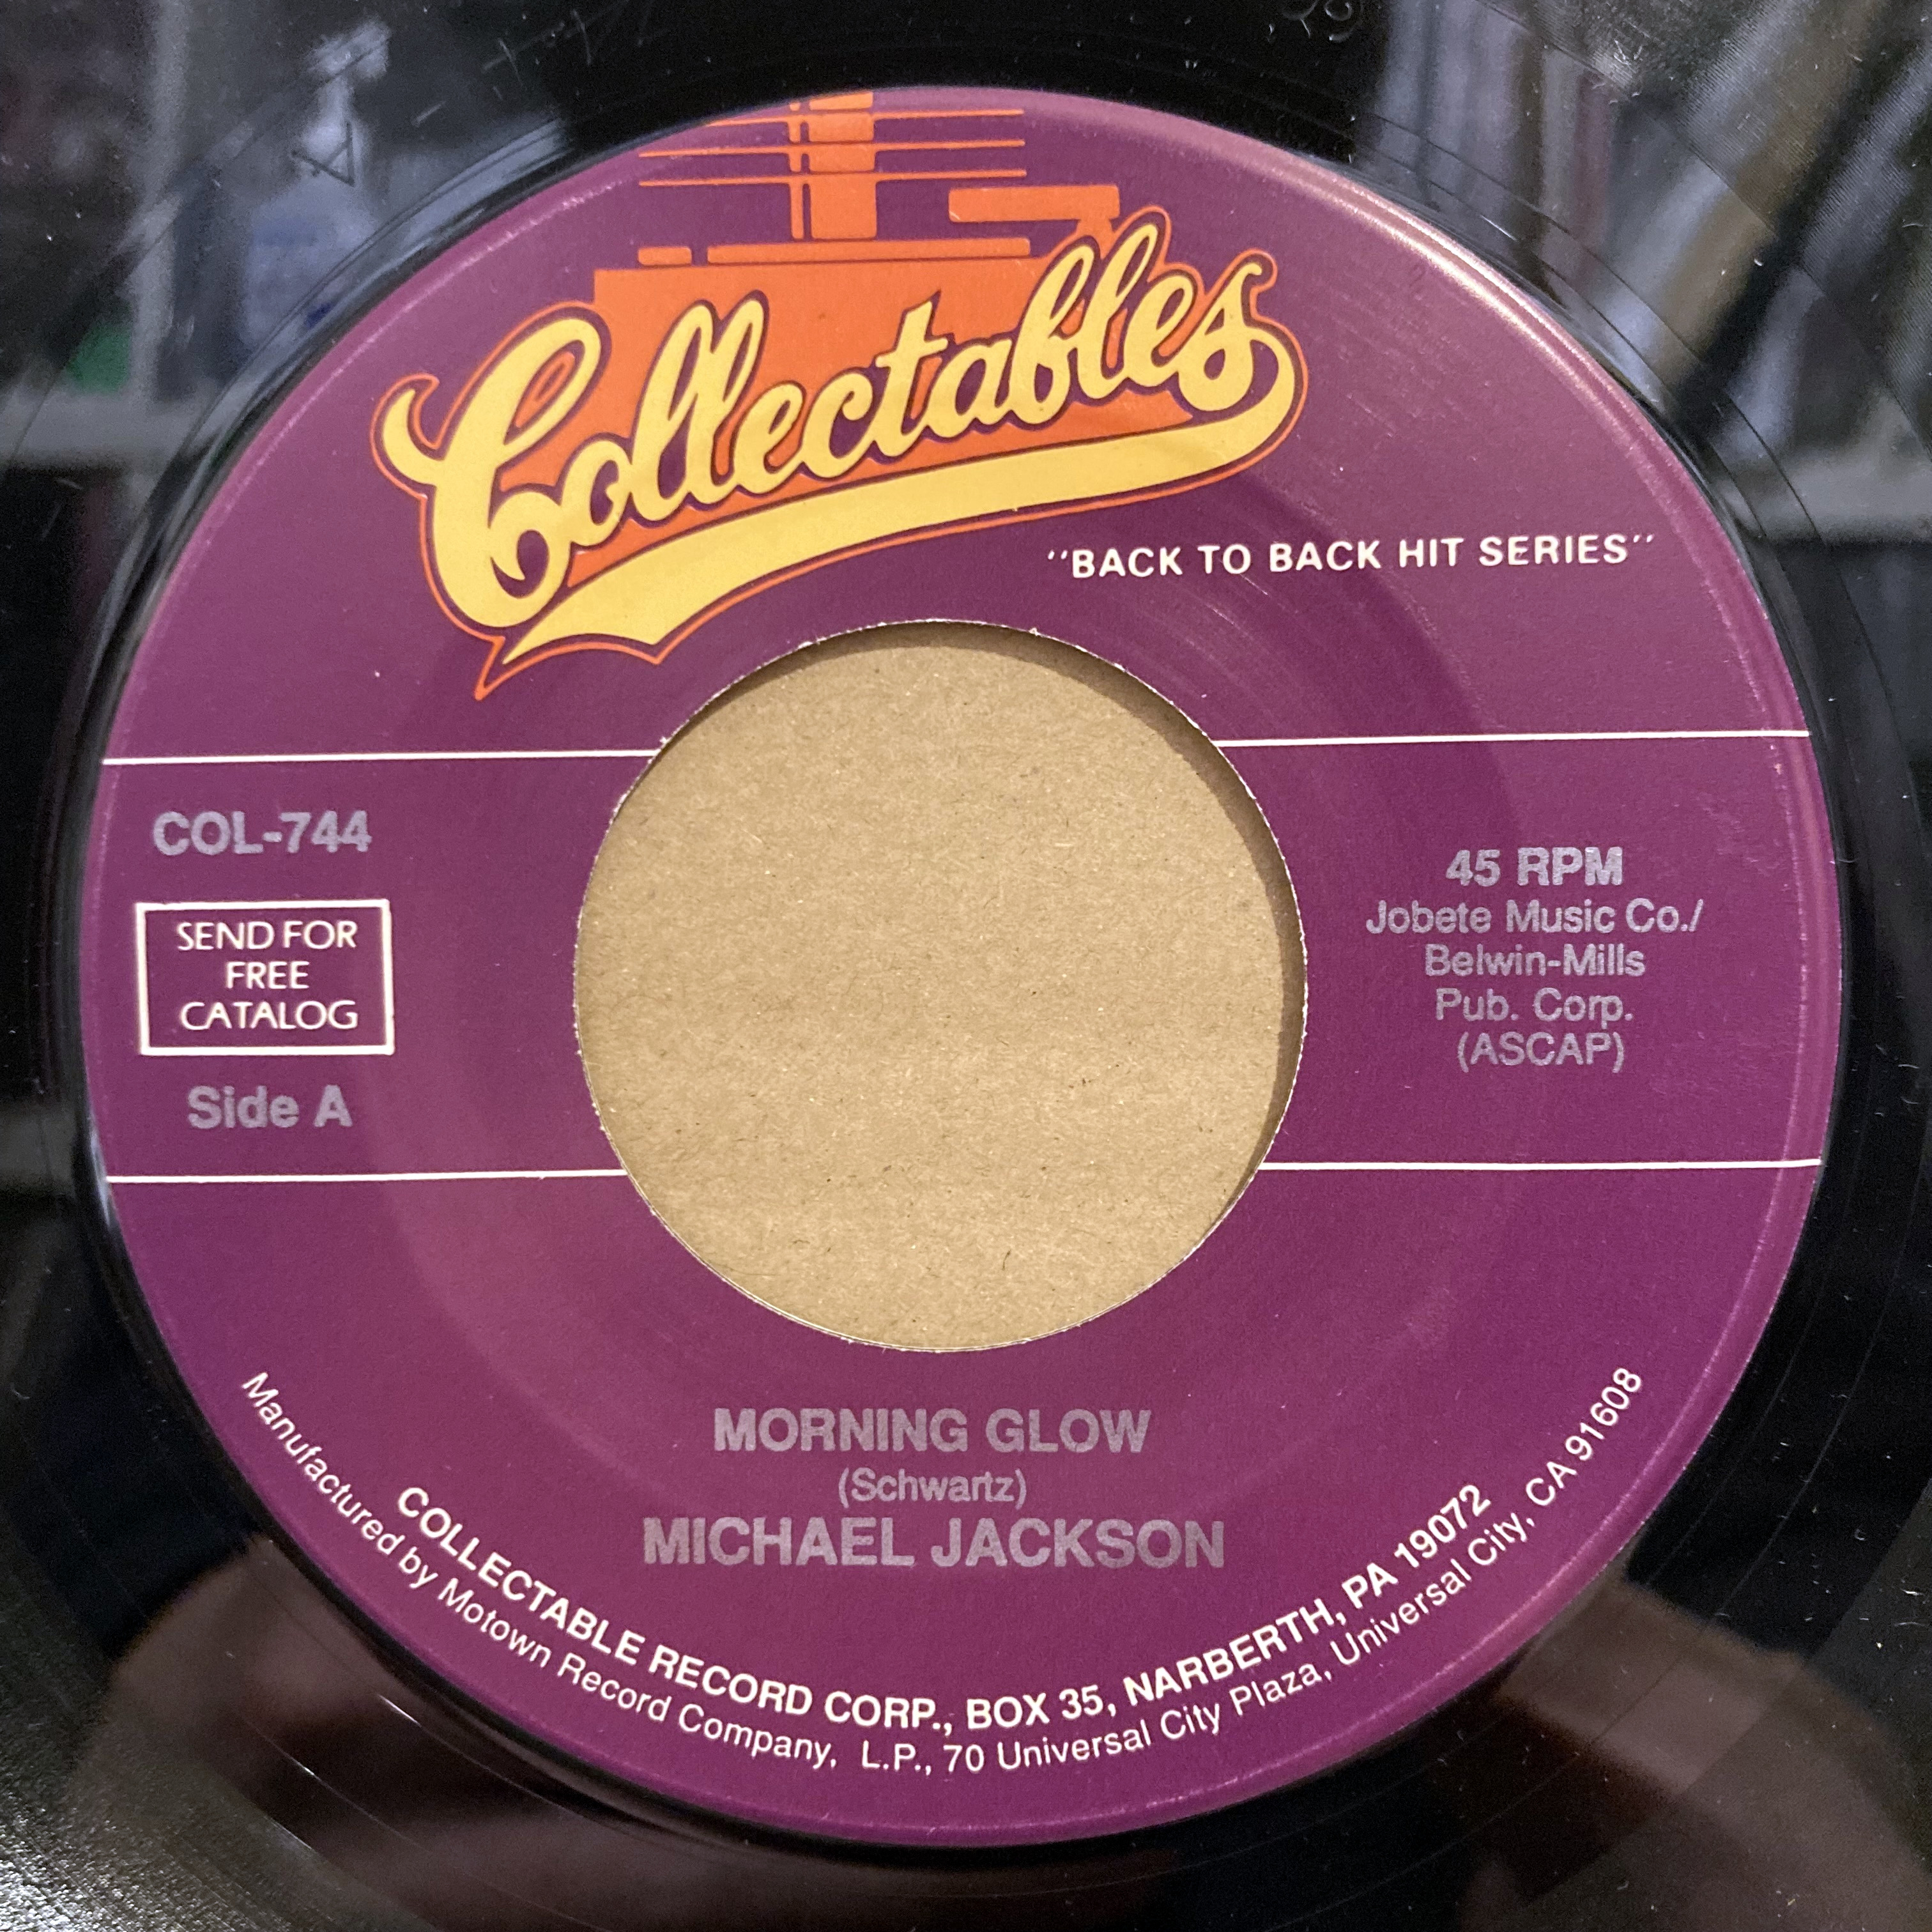 Collectables
"BACK TO BACK HIT SERIES"
COL-744
SEND FOR
FREE
CATALOG
Side A
45 RPM
Jobete Music Co./
Belwin-Mills
Pub. Corp.
(ASCAP)
MORNING GLOW
(Schwartz)
MICHAEL JACKSON
COLLECTABLE RECORD CORP., BOX 35, NARBERTH, PA 19072
Manufactured by Motown Record Company, L.P., 70 Universal City Plaza, Universal City, CA 91608